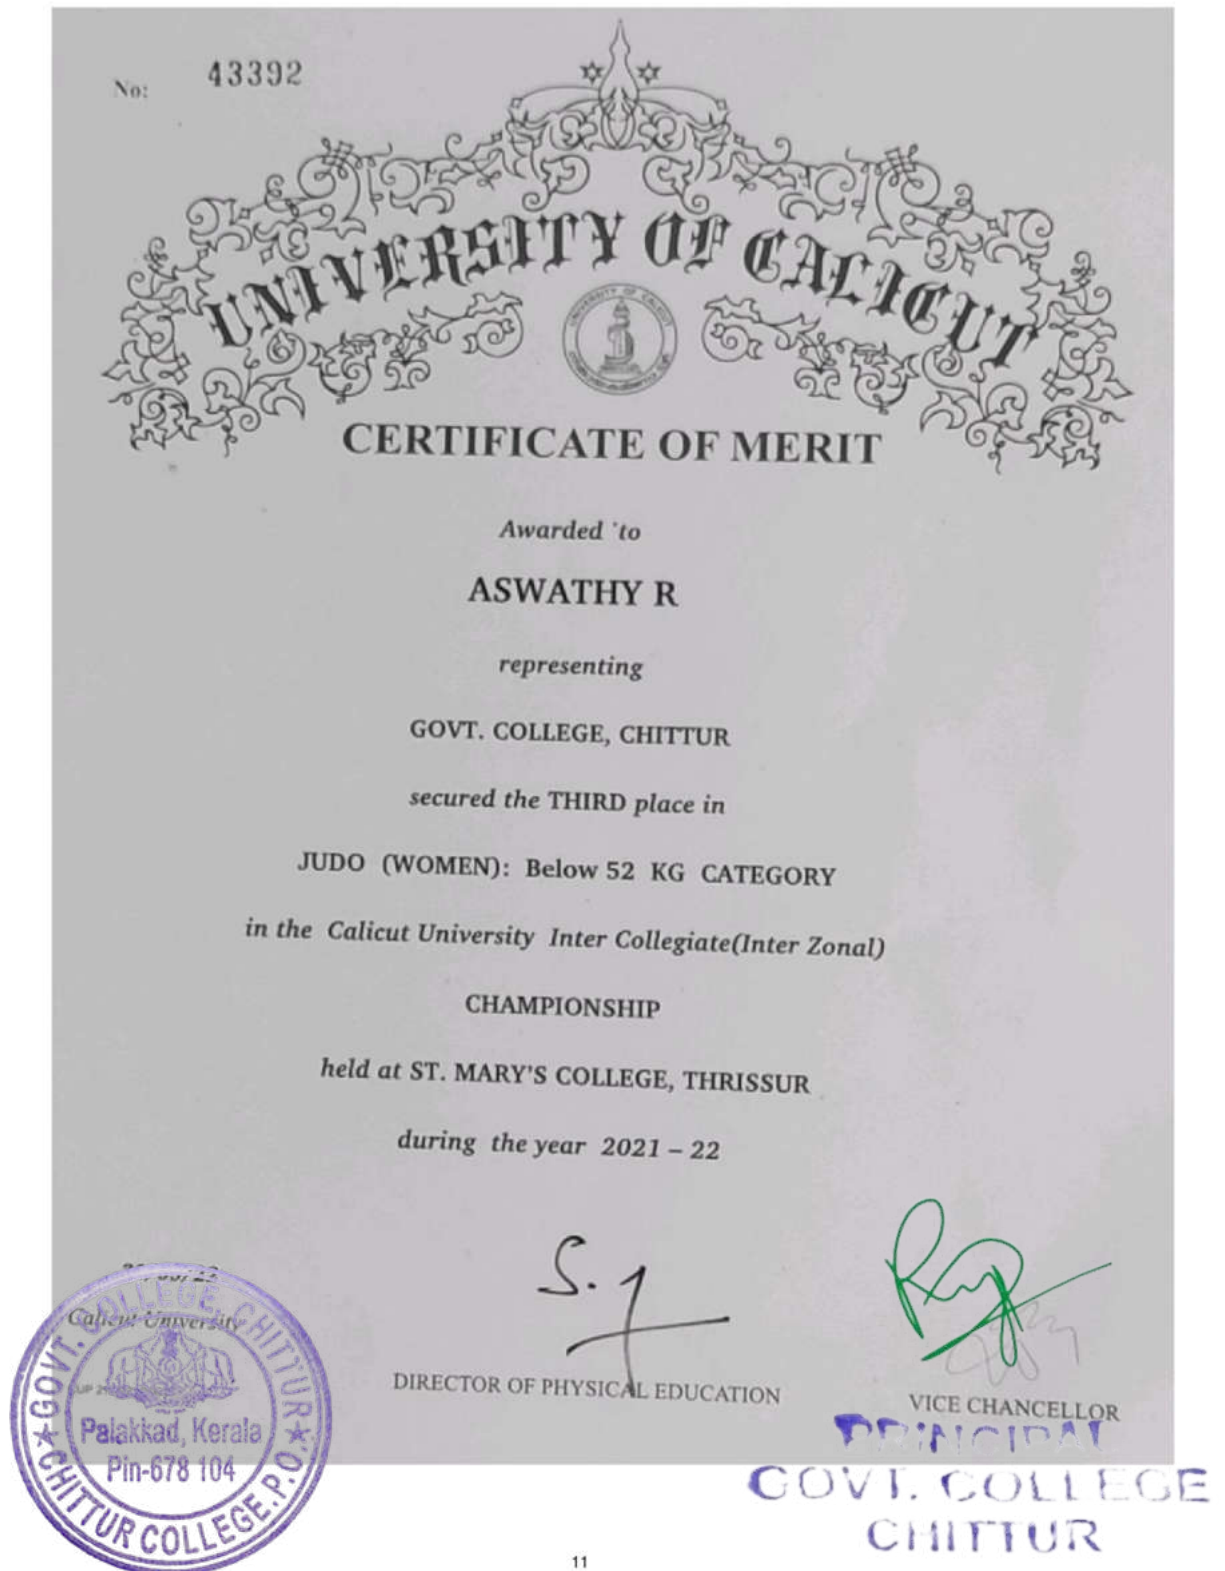 No: 43392
UNIVERSITY OF CALICUT
UNIVERSITY OF CALICUT
CERTIFICATE OF MERIT
Awarded to
ASWATHY R
representing
GOVT. COLLEGE, CHITTUR
secured the THIRD place in
JUDO (WOMEN): Below 52 KG CATEGORY
in the Calicut University Inter Collegiate(Inter Zonal)
CHAMPIONSHIP
held at ST. MARY'S COLLEGE, THRISSUR
during the year 2021 – 22
Calicut University
GOVT. COLLEGE, CHITTUR
Palakkad, Kerala
Pin-678 104
CHITTUR COLLEGE.P.O.
DIRECTOR OF PHYSICAL EDUCATION
VICE CHANCELLOR
PRINCIPAL
GOVT. COLLEGE
CHITTUR
11